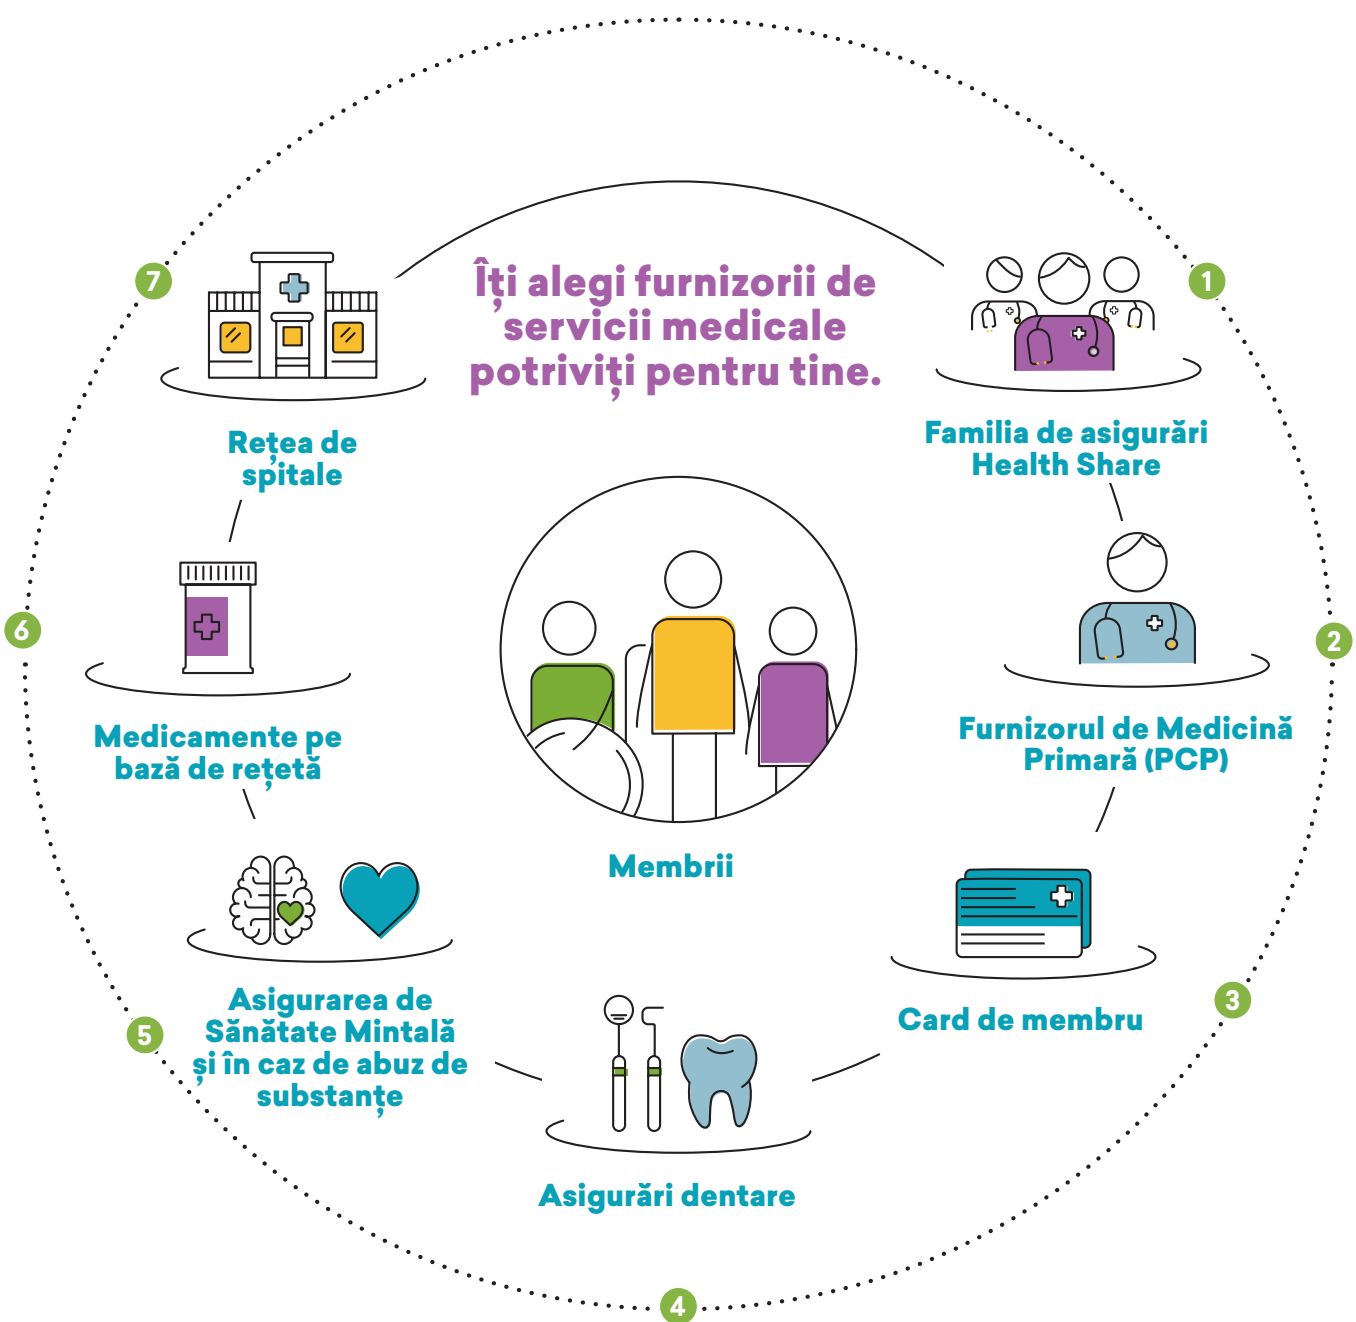 Îți alegi furnizorii de
servicii medicale
potriviți pentru tine.
1
Familia de asigurări
Health Share
2
Furnizorul de Medicină
Primară (PCP)
3
Card de membru
4
Asigurări dentare
5
Asigurarea de
Sănătate Mintală
și în caz de abuz de
substanțe
6
Medicamente pe
bază de rețetă
7
Rețea de
spitale
Membrii